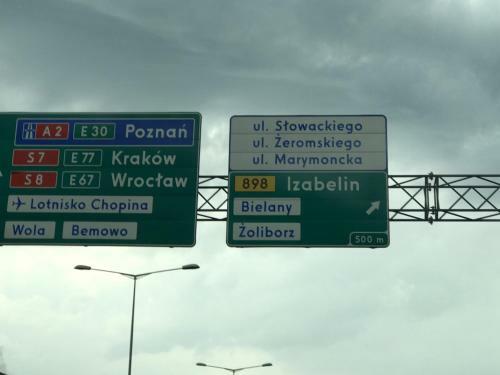 A2 E30 Poznań
S7 E77 Kraków
S8 E67 Wrocław
Lotnisko Chopina
Wola Bemowo
ul. Słowackiego
ul. Żeromskiego
ul. Marymoncka
898 Izabelin
Bielany
Żoliborz
500 m